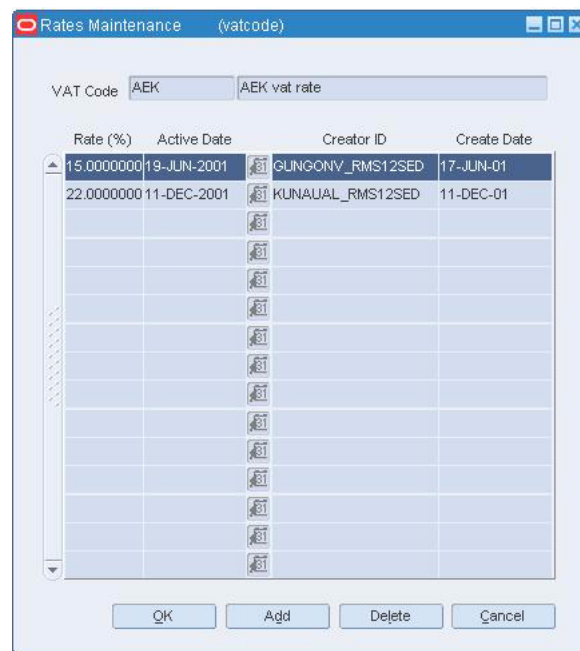 Rates Maintenance (vatcode)
VAT Code AEK AEK vat rate
Rate (%) Active Date Creator ID Create Date
15.0000000 19-JUN-2001 GUNGONV_RMS12SED 17-JUN-01
22.0000000 11-DEC-2001 KUNAUAL_RMS12SED 11-DEC-01
OK Add Delete Cancel